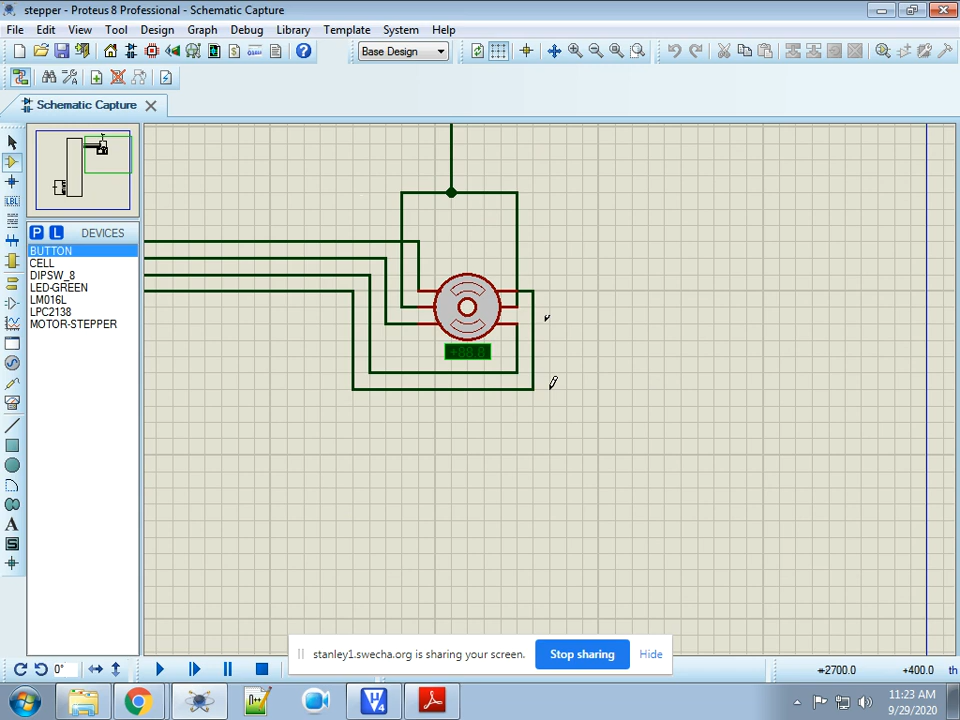 stepper - Proteus 8 Professional - Schematic Capture
File Edit View Tool Design Graph Debug Library Template System Help
Base Design
Schematic Capture
LBL
P L DEVICES
BUTTON
CELL
DIPSW_8
LED-GREEN
LM016L
LPC2138
MOTOR-STEPPER
A
S
stanley1.swecha.org is sharing your screen. Stop sharing Hide
0° 2700.0 +400.0 th
11:23 AM
9/29/2020